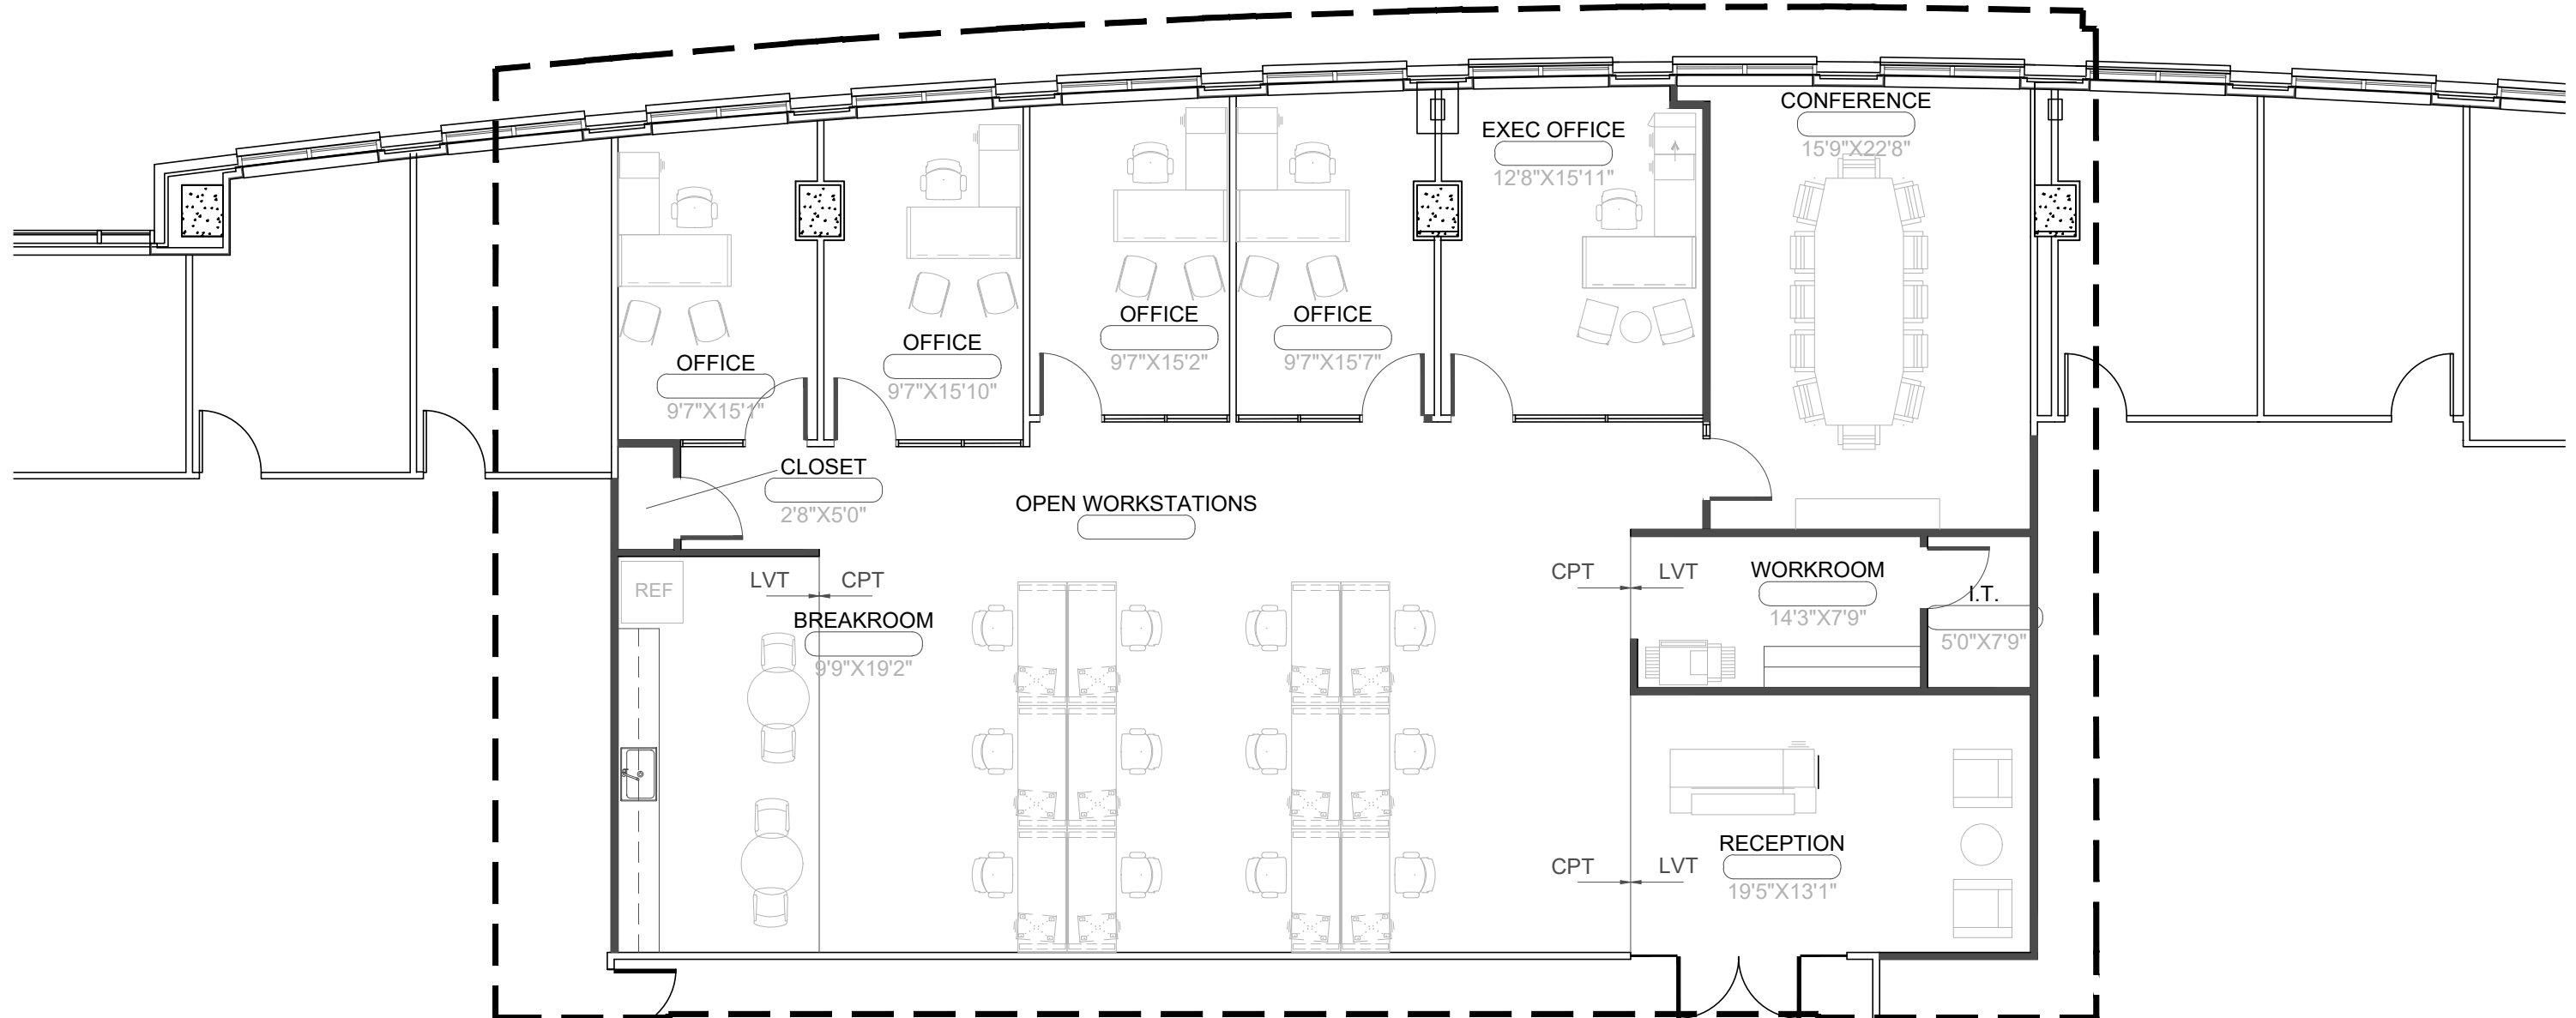 CONFERENCE
15'9"X22'8"
EXEC OFFICE
12'8"X15'11"
OFFICE
9'7"X15'1"
OFFICE
9'7"X15'10"
OFFICE
9'7"X15'2"
OFFICE
9'7"X15'7"
CLOSET
2'8"X5'0"
OPEN WORKSTATIONS
REF
LVT
CPT
BREAKROOM
9'9"X19'2"
CPT
LVT
WORKROOM
14'3"X7'9"
I.T.
5'0"X7'9"
CPT
LVT
RECEPTION
19'5"X13'1"